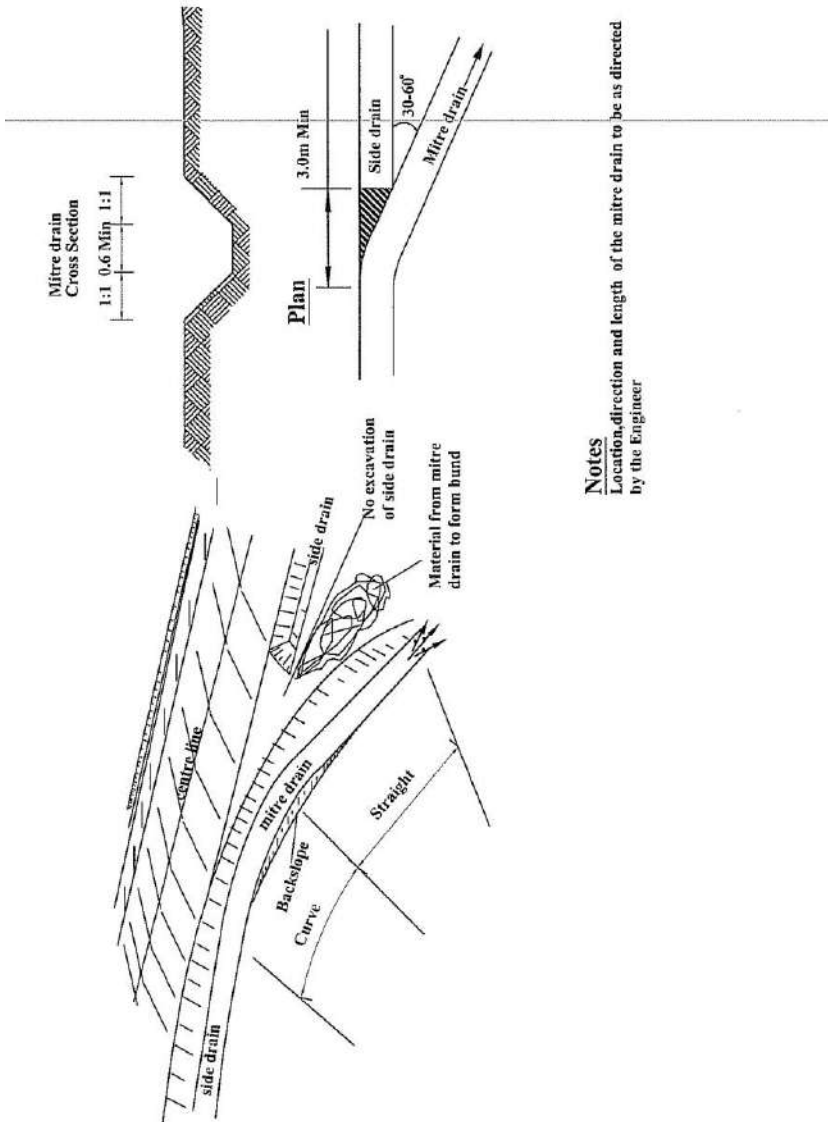 Mitre drain
Cross Section
1:1 0.6 Min 1:1
Plan
3.0m Min
Side drain
30-60°
Mitre drain
centre line
side drain
No excavation
of side drain
Material from mitre
drain to form bund
side drain
mitre drain
Backslope
Curve
Straight
Notes
Location,direction and length of the mitre drain to be as directed
by the Engineer